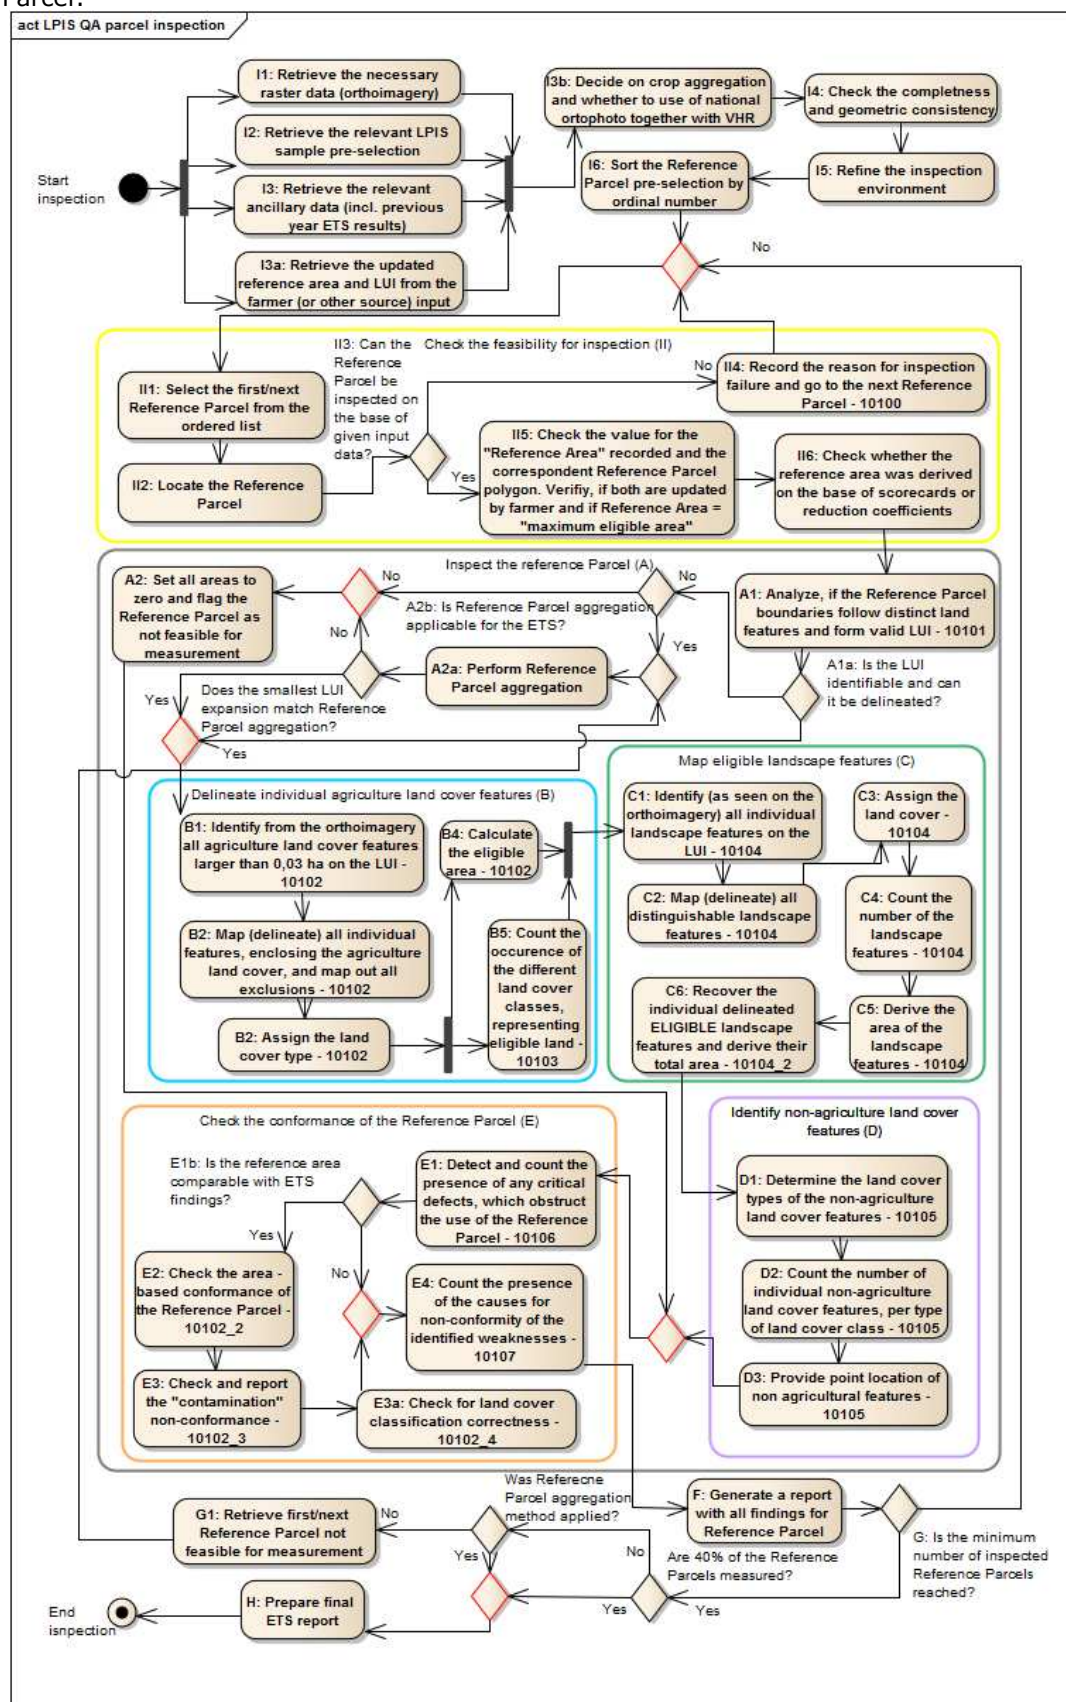 Parcel.
act LPIS QA parcel inspection
I1: Retrieve the necessary
raster data (orthoimagery)
I2: Retrieve the relevant LPIS
sample pre-selection
I3: Retrieve the relevant
ancillary data (incl. previous
year ETS results)
I3a: Retrieve the updated
reference area and LUI from the
farmer (or other source) input
Start
inspection
I3b: Decide on crop aggregation
and whether to use of national
ortophoto together with VHR
I4: Check the completness
and geometric consistency
I6: Sort the Reference
Parcel pre-selection by
ordinal number
I5: Refine the inspection
environment
No
II3: Can the
Reference
Parcel be
inspected on
the base of
given input
data?
Check the feasibility for inspection (II)
II1: Select the first/next
Reference Parcel from the
ordered list
II2: Locate the Reference
Parcel
No
II4: Record the reason for inspection
failure and go to the next Reference
Parcel - 10100
Yes
II5: Check the value for the
"Reference Area" recorded and the
correspondent Reference Parcel
polygon. Verifiy, if both are updated
by farmer and if Reference Area =
"maximum eligible area"
II6: Check whether the
reference area was derived
on the base of scorecards or
reduction coefficients
Inspect the reference Parcel (A)
A2: Set all areas to
zero and flag the
Reference Parcel as
not feasible for
measurement
No
No
A2b: Is Reference Parcel aggregation
applicable for the ETS?
A1: Analyze, if the Reference Parcel
boundaries follow distinct land
features and form valid LUI - 10101
No
Yes
A2a: Perform Reference
Parcel aggregation
A1a: Is the LUI
identifiable and can
it be delineated?
Yes
Does the smallest LUI
expansion match Reference
Parcel aggregation?
Yes
Delineate individual agriculture land cover features (B)
B1: Identify from the orthoimagery
all agriculture land cover features
larger than 0,03 ha on the LUI -
10102
B2: Map (delineate) all individual
features, enclosing the agriculture
land cover, and map out all
exclusions - 10102
B2: Assign the land
cover type - 10102
B4: Calculate
the eligible
area - 10102
B5: Count the
occurence of
the different
land cover
classes,
representing
eligible land -
10103
Map eligible landscape features (C)
C1: Identify (as seen on the
orthoimagery) all individual
landscape features on the
LUI - 10104
C2: Map (delineate) all
distinguishable landscape
features - 10104
C3: Assign the
land cover -
10104
C4: Count the
number of the
landscape
features -
10104
C5: Derive the
area of the
landscape
features - 10104
C6: Recover the
individual delineated
ELIGIBLE landscape
features and derive their
total area - 10104_2
Check the conformance of the Reference Parcel (E)
E1b: Is the reference area
comparable with ETS
findings?
E1: Detect and count the
presence of any critical
defects, which obstruct
the use of the Reference
Parcel - 10106
Yes
No
E2: Check the area -
based conformance of
the Reference Parcel -
10102_2
E4: Count the presence
of the causes for
non-conformity of the
identified weaknesses -
10107
E3: Check and report
the "contamination"
non-conformance -
10102_3
E3a: Check for land cover
classification correctness -
10102_4
Identify non-agriculture land cover
features (D)
D1: Determine the land cover
types of the non-agriculture
land cover features - 10105
D2: Count the number of
individual non-agriculture
land cover features, per type
of land cover class - 10105
D3: Provide point location of
non agricultural features -
10105
Was Referecne
Parcel aggregation
method applied?
G1: Retrieve first/next
Reference Parcel not
feasible for measurement
No
Yes
F: Generate a report
with all findings for
Reference Parcel
No
Are 40% of the Reference
Parcels measured?
G: Is the minimum
number of inspected
Reference Parcels
reached?
Yes
Yes
H: Prepare final
ETS report
End
isnpection